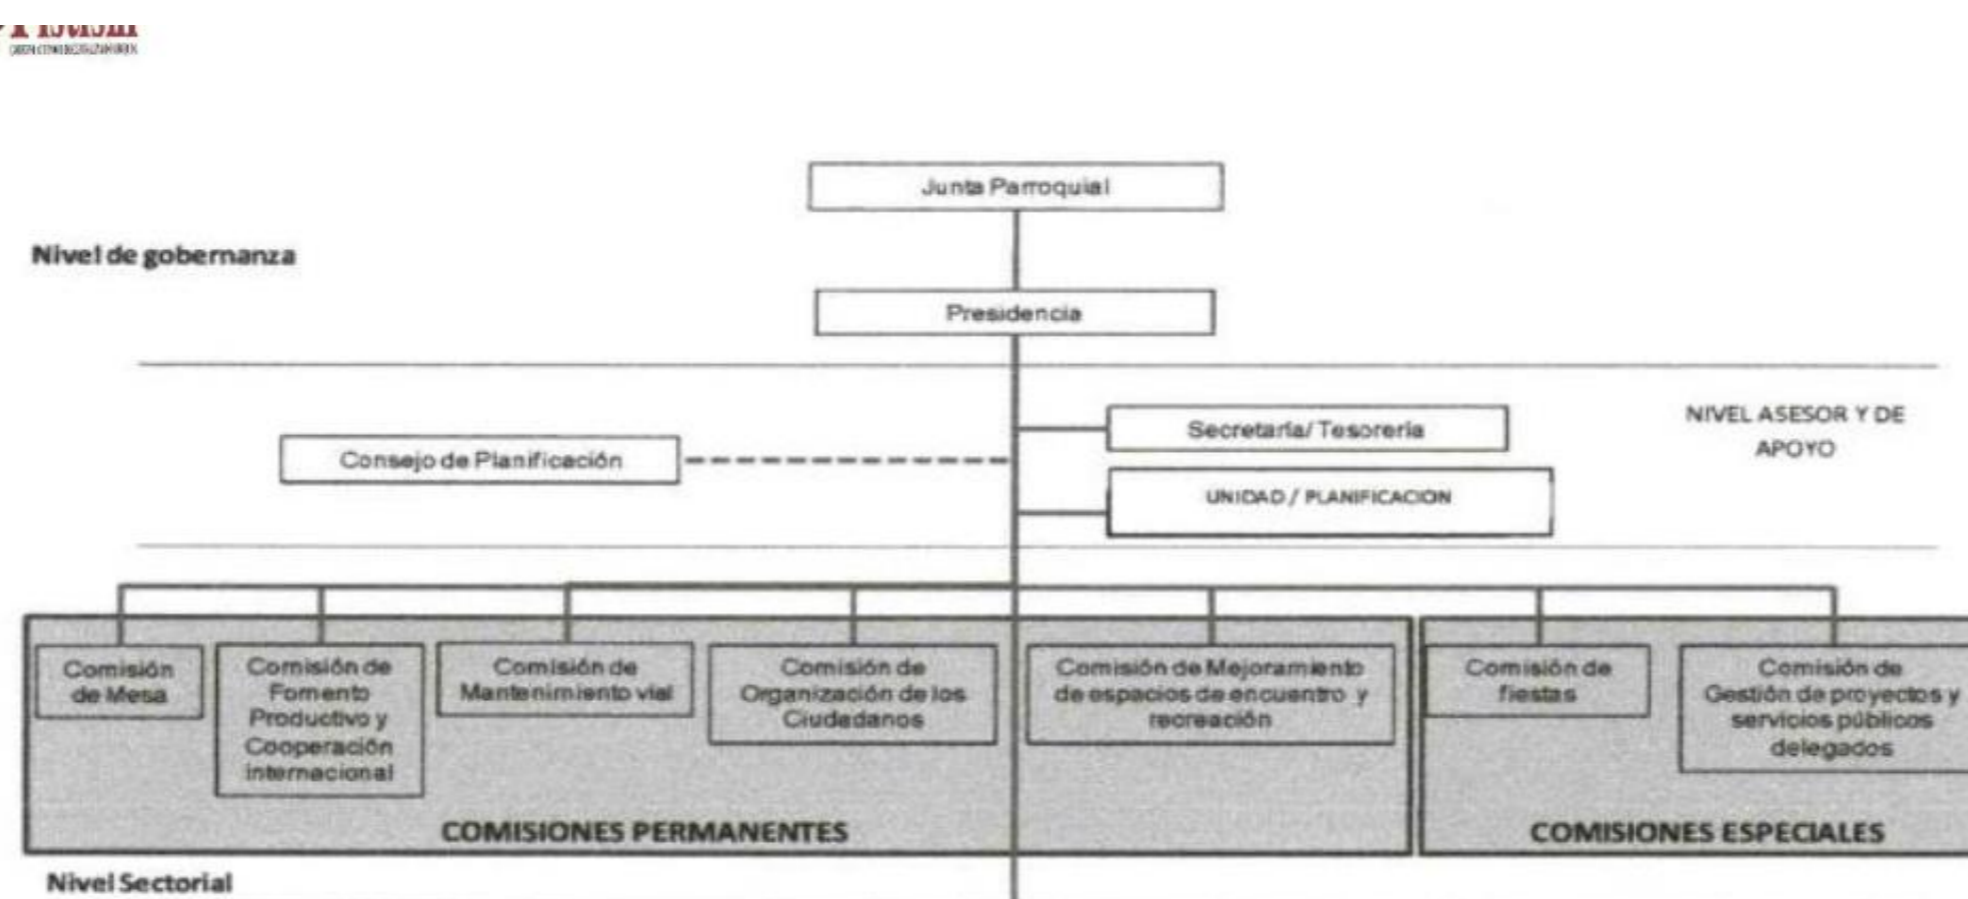 Junta Parroquial
Nivel de gobernanza
Presidencia
NIVEL ASESOR Y DE
APOYO
Secretaría/ Tesorería
Consejo de Planificación
UNIDAD / PLANIFICACION
Comisión
de Mesa
Comisión de
Fomento
Productivo y
Cooperación
internacional
Comisión de
Mantenimiento vial
Comisión de
Organización de los
Ciudadanos
Comisión de Mejoramiento
de espacios de encuentro y
recreación
Comisión de
fiestas
Comisión de
Gestión de proyectos y
servicios públicos
delegados
COMISIONES PERMANENTES
COMISIONES ESPECIALES
Nivel Sectorial